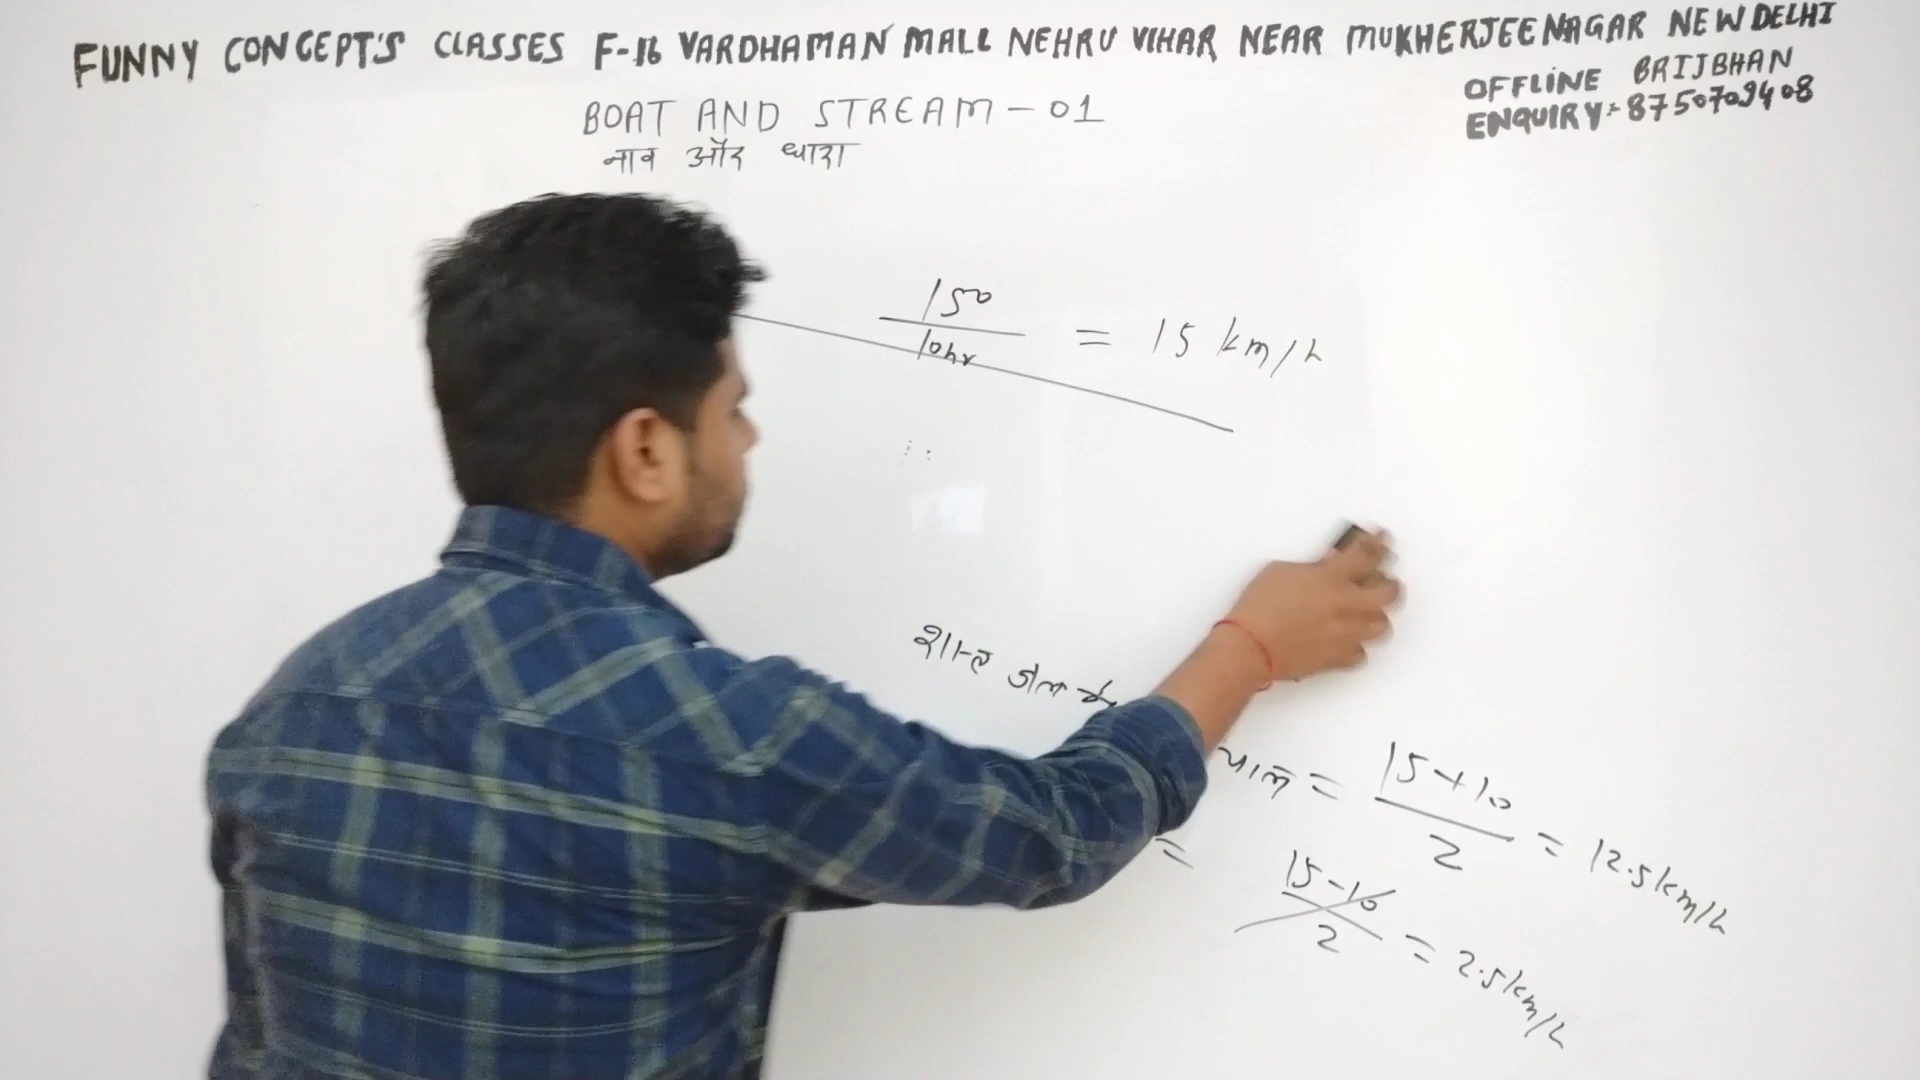 FUNNY CONCEPT'S CLASSES F-16 VARDHAMAN MALL NEHRU VIHAR NEAR MUKHERJEE NAGAR NEW DELHI
OFFLINE BRIJBHAN
ENQUIRY=8750709408
BOAT AND STREAM-01
नाव और धारा
150
10hr
= 15 km/h
शान्त जल में
चाल = 15+10
2
= 12.5km/h
= 15-10
2
= 2.5km/h